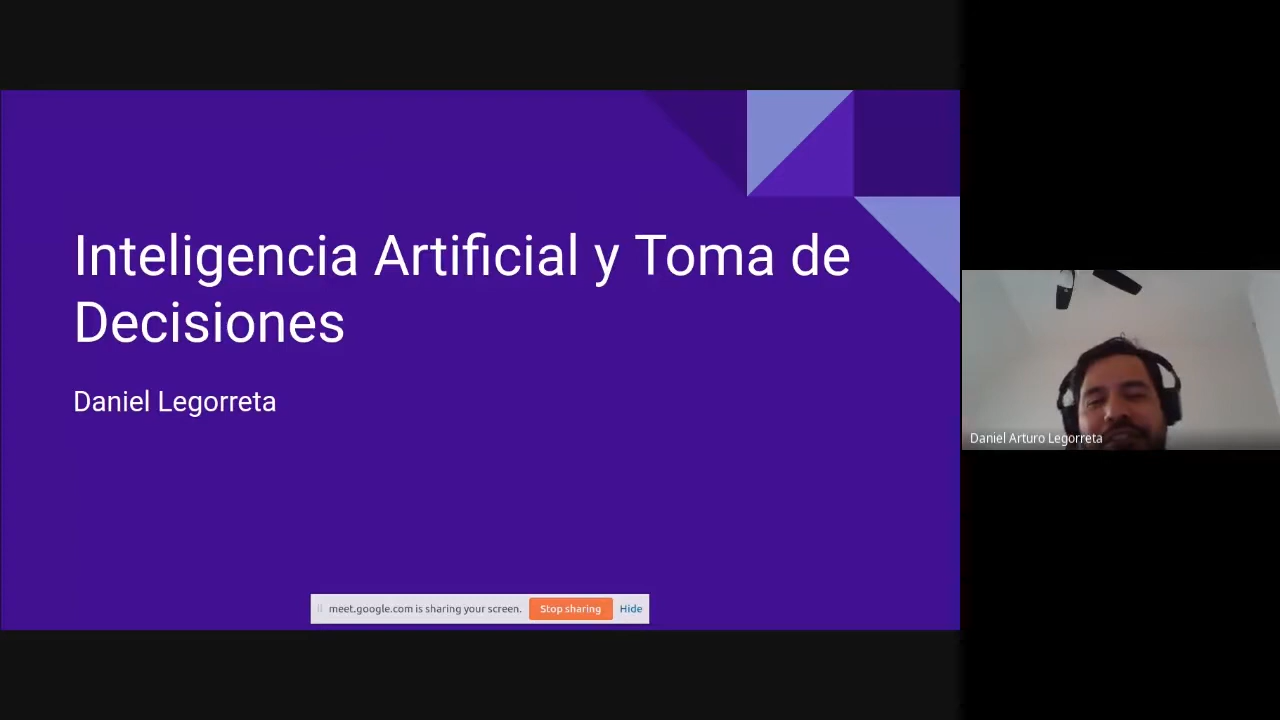 Inteligencia Artificial y Toma de
Decisiones
Daniel Legorreta
meet.google.com is sharing your screen. Stop sharing Hide
Daniel Arturo Legorreta